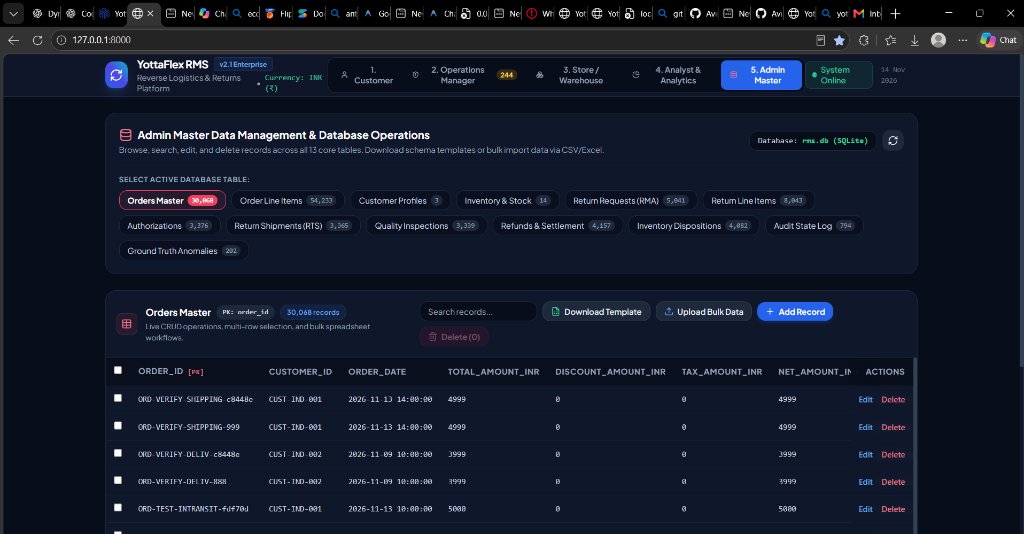 127.0.0.1:8000
Chat
YottaFlex RMS v2.1 Enterprise
Reverse Logistics & Returns Platform
Currency: INR (₹)
1. Customer
2. Operations Manager 244
3. Store / Warehouse
4. Analyst & Analytics
5. Admin Master
System Online
14 Nov 2026
Admin Master Data Management & Database Operations
Browse, search, edit, and delete records across all 13 core tables. Download schema templates or bulk import data via CSV/Excel.
Database: rms.db (SQLite)
SELECT ACTIVE DATABASE TABLE:
Orders Master 30,068 Order Line Items 54,233 Customer Profiles 3 Inventory & Stock 14 Return Requests (RMA) 5,041 Return Line Items 8,043
Authorizations 3,376 Return Shipments (RTS) 3,365 Quality Inspections 3,339 Refunds & Settlement 4,157 Inventory Dispositions 4,082 Audit State Log 794
Ground Truth Anomalies 202
Orders Master PK: order_id 30,068 records
Live CRUD operations, multi-row selection, and bulk spreadsheet
workflows.
Search records... Download Template Upload Bulk Data + Add Record
Delete (0)
ORDER_ID [PK] CUSTOMER_ID ORDER_DATE TOTAL_AMOUNT_INR DISCOUNT_AMOUNT_INR TAX_AMOUNT_INR NET_AMOUNT_IN ACTIONS
ORD-VERIFY-SHIPPING-c8448e CUST-IND-001 2026-11-13 14:00:00 4999 0 0 4999 Edit Delete
ORD-VERIFY-SHIPPING-999 CUST-IND-001 2026-11-13 14:00:00 4999 0 0 4999 Edit Delete
ORD-VERIFY-DELIV-c8448e CUST-IND-002 2026-11-09 10:00:00 3999 0 0 3999 Edit Delete
ORD-VERIFY-DELIV-888 CUST-IND-002 2026-11-09 10:00:00 3999 0 0 3999 Edit Delete
ORD-TEST-INTRANSIT-fdf70d CUST-IND-001 2026-11-13 10:00:00 5000 0 0 5000 Edit Delete